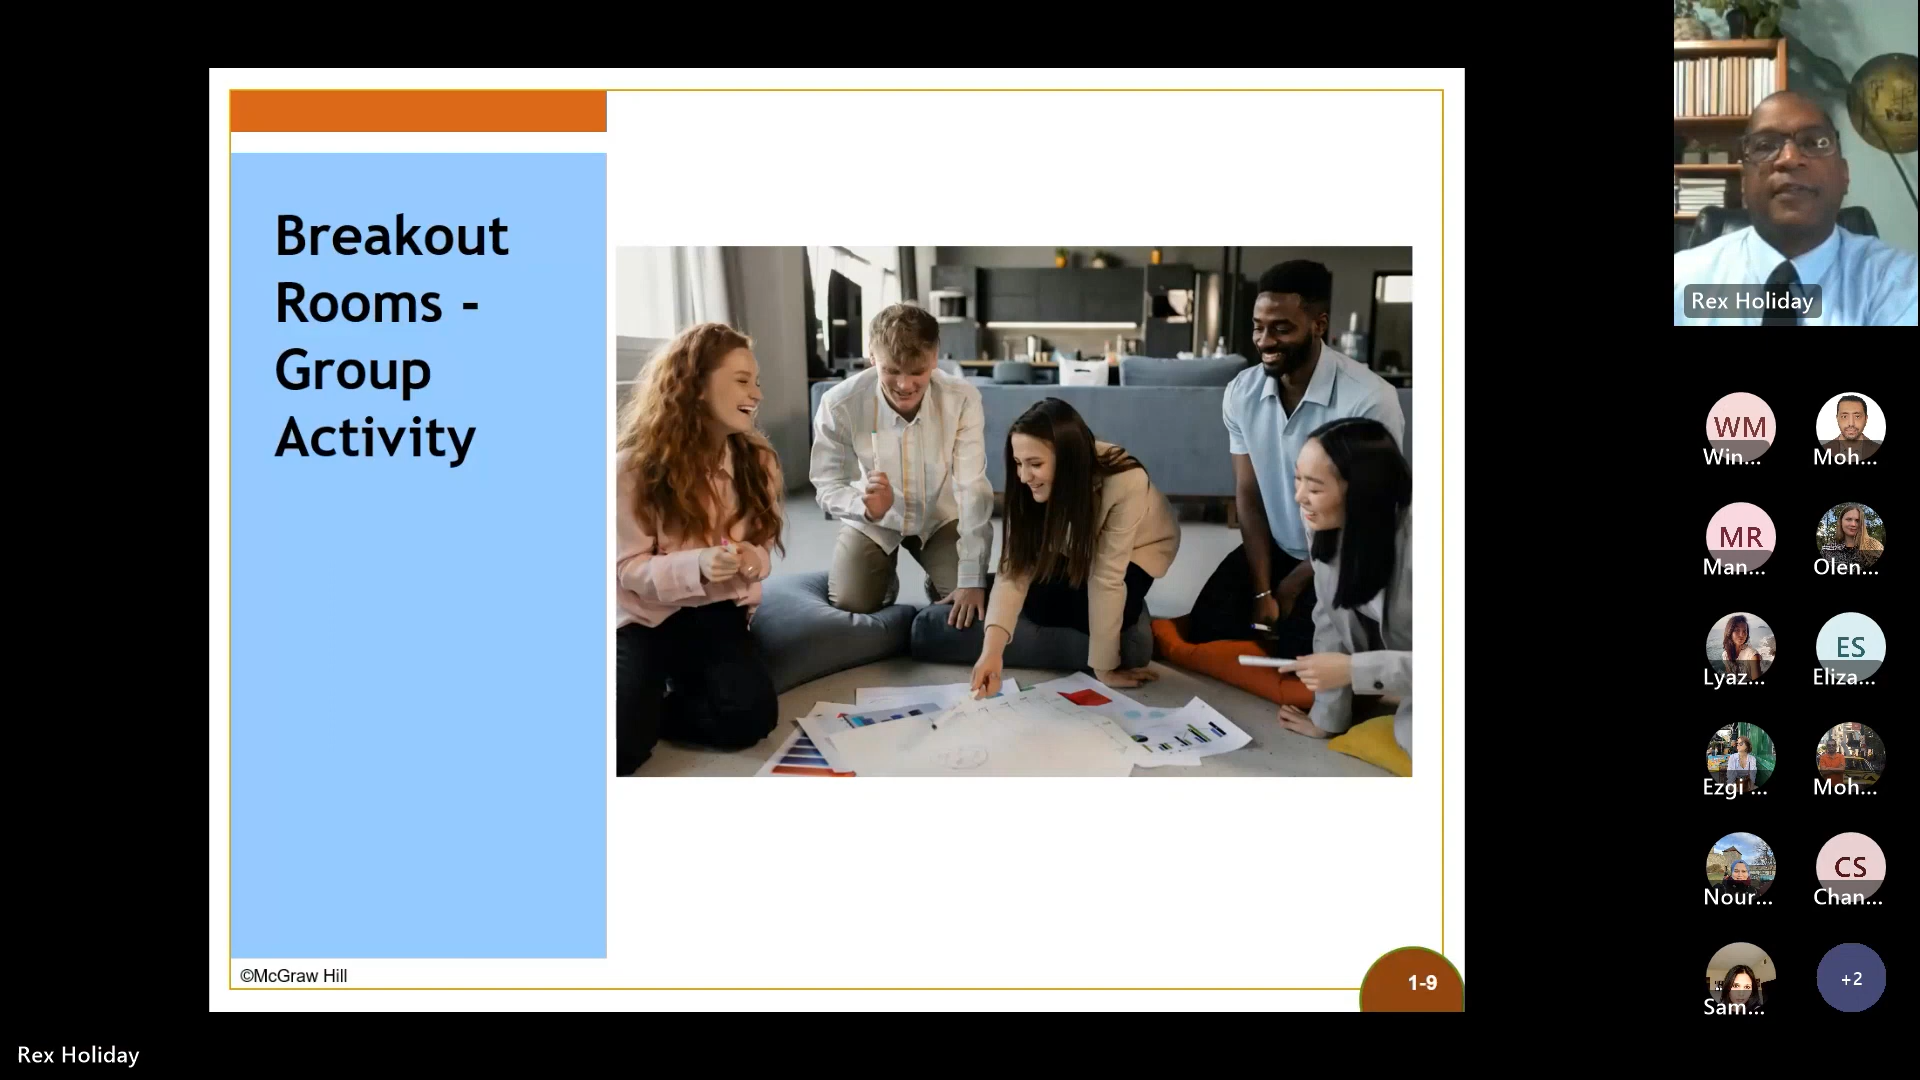 Breakout
Rooms -
Group
Activity
©McGraw Hill
1-9
Rex Holiday
WM
Win...
Moh...
MR
Man...
Olen...
Lyaz...
ES
Eliza...
Ezgi ...
Moh...
Nour...
CS
Chan...
Sam...
+2
Rex Holiday